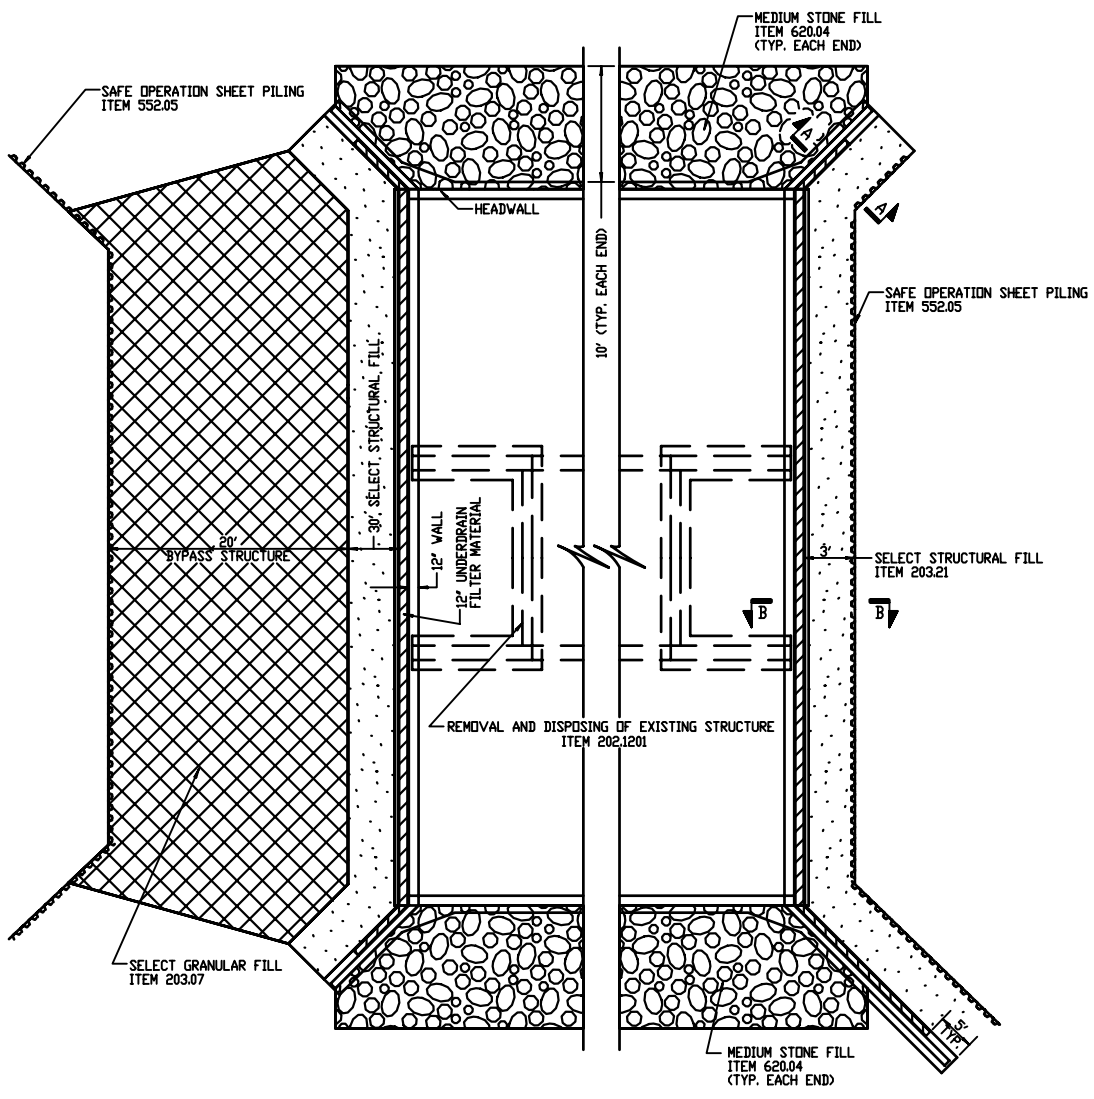 MEDIUM STONE FILL
ITEM 620.04
(TYP. EACH END)
SAFE OPERATION SHEET PILING
ITEM 552.05
A
A
HEADWALL
10' (TYP. EACH END)
SAFE OPERATION SHEET PILING
ITEM 552.05
30' SELECT STRUCTURAL FILL
20'
BYPASS STRUCTURE
12" WALL
12" UNDERDRAIN
FILTER MATERIAL
3'
SELECT STRUCTURAL FILL
ITEM 203.21
B
B
REMOVAL AND DISPOSING OF EXISTING STRUCTURE
ITEM 202.1201
SELECT GRANULAR FILL
ITEM 203.07
5'
TYP.
MEDIUM STONE FILL
ITEM 620.04
(TYP. EACH END)